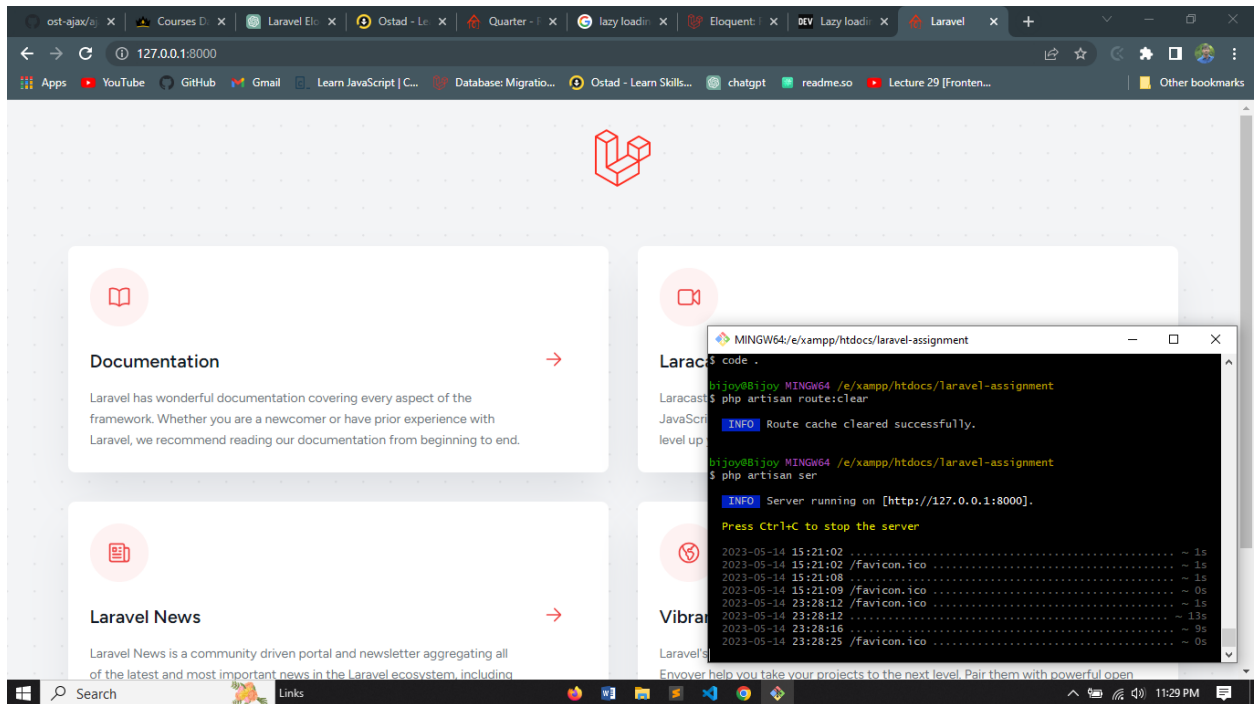 ost-ajax/aj
Courses Da
Laravel Elo
Ostad - Le
Quarter -
lazy loadin
Eloquent:
DEV Lazy loadir
Laravel
127.0.0.1:8000
Apps
YouTube
GitHub
Gmail
Learn JavaScript | C...
Database: Migratio...
Ostad - Learn Skills...
chatgpt
readme.so
Lecture 29 [Fronten...
Other bookmarks
Documentation
Laravel has wonderful documentation covering every aspect of the
framework. Whether you are a newcomer or have prior experience with
Laravel, we recommend reading our documentation from beginning to end.
Larac
Laracast
JavaScri
level up
Laravel News
Laravel News is a community driven portal and newsletter aggregating all
of the latest and most important news in the Laravel ecosystem, including
Vibra
Laravel's
Envoyer help you take your projects to the next level. Pair them with powerful open
MINGW64:/e/xampp/htdocs/laravel-assignment
$ code .
bijoy@Bijoy MINGW64 /e/xampp/htdocs/laravel-assignment
$ php artisan route:clear
INFO Route cache cleared successfully.
bijoy@Bijoy MINGW64 /e/xampp/htdocs/laravel-assignment
$ php artisan ser
INFO Server running on [http://127.0.0.1:8000].
Press Ctrl+C to stop the server
2023-05-14 15:21:02 ................................................... ~ 1s
2023-05-14 15:21:02 /favicon.ico ...................................... ~ 1s
2023-05-14 15:21:08 ................................................... ~ 1s
2023-05-14 15:21:09 /favicon.ico ...................................... ~ 0s
2023-05-14 23:28:12 /favicon.ico ...................................... ~ 1s
2023-05-14 23:28:12 .................................................. ~ 13s
2023-05-14 23:28:16 ................................................... ~ 9s
2023-05-14 23:28:25 /favicon.ico ...................................... ~ 0s
Search
Links
11:29 PM